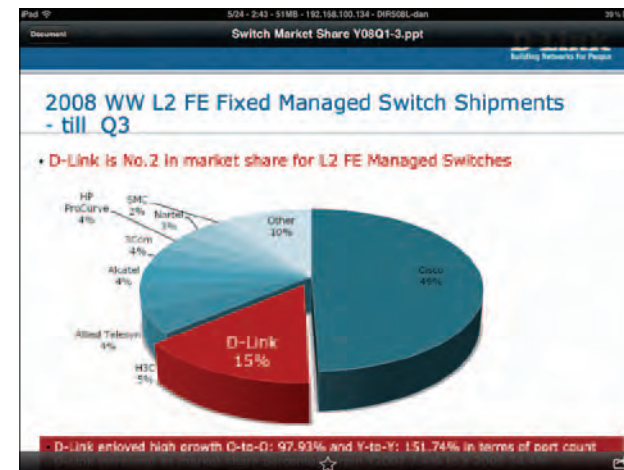 iPad 5/24 - 2:43 - 51MB - 192.168.100.134 - DIR508L-dan 39%
Document
Switch Market Share Y08Q1-3.ppt
D-Link
Building Networks for People
2008 WW L2 FE Fixed Managed Switch Shipments
- till Q3
• D-Link is No.2 in market share for L2 FE Managed Switches
HP
ProCurve
4%
SMC
2%
Nortel
3%
Other
10%
3Com
4%
Alcatel
4%
Cisco
49%
Allied Telesyn
4%
H3C
5%
D-Link
15%
• D-Link enjoyed high growth Q-to-Q: 97.93% and Y-to-Y: 151.74% in terms of port count